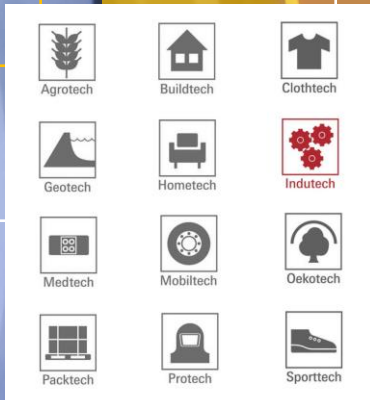 Agrotech
Buildtech
Clothtech
Geotech
Hometech
Indutech
Medtech
Mobiltech
Oekotech
Packtech
Protech
Sporttech